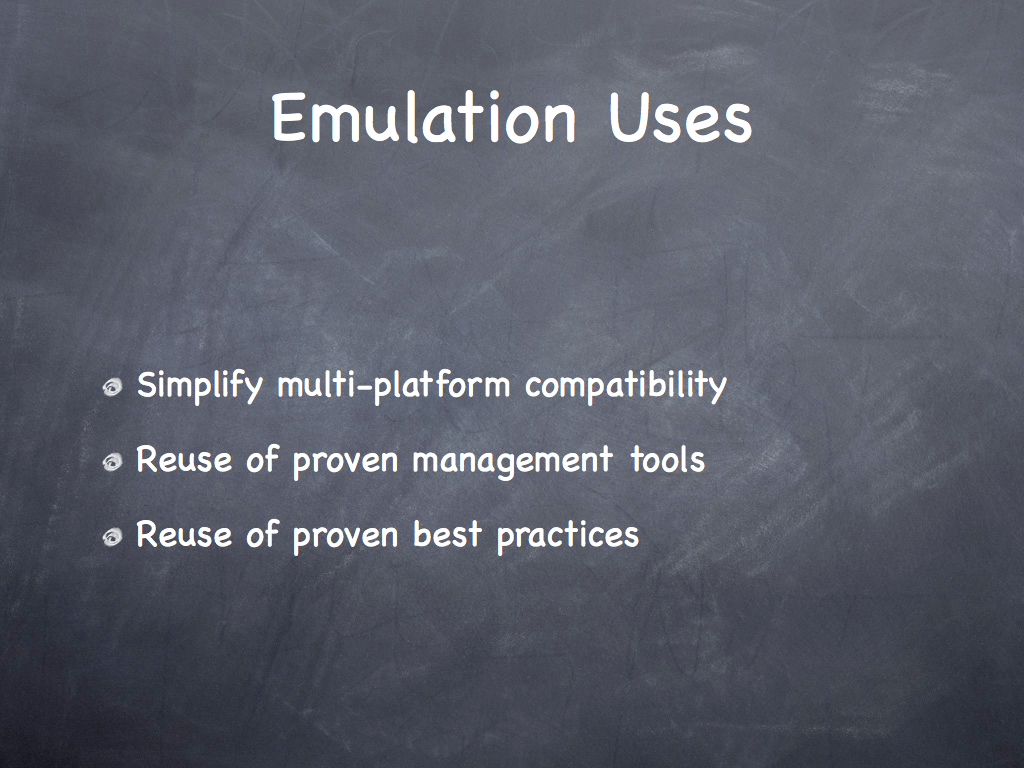 Emulation Uses
Simplify multi-platform compatibility
Reuse of proven management tools
Reuse of proven best practices